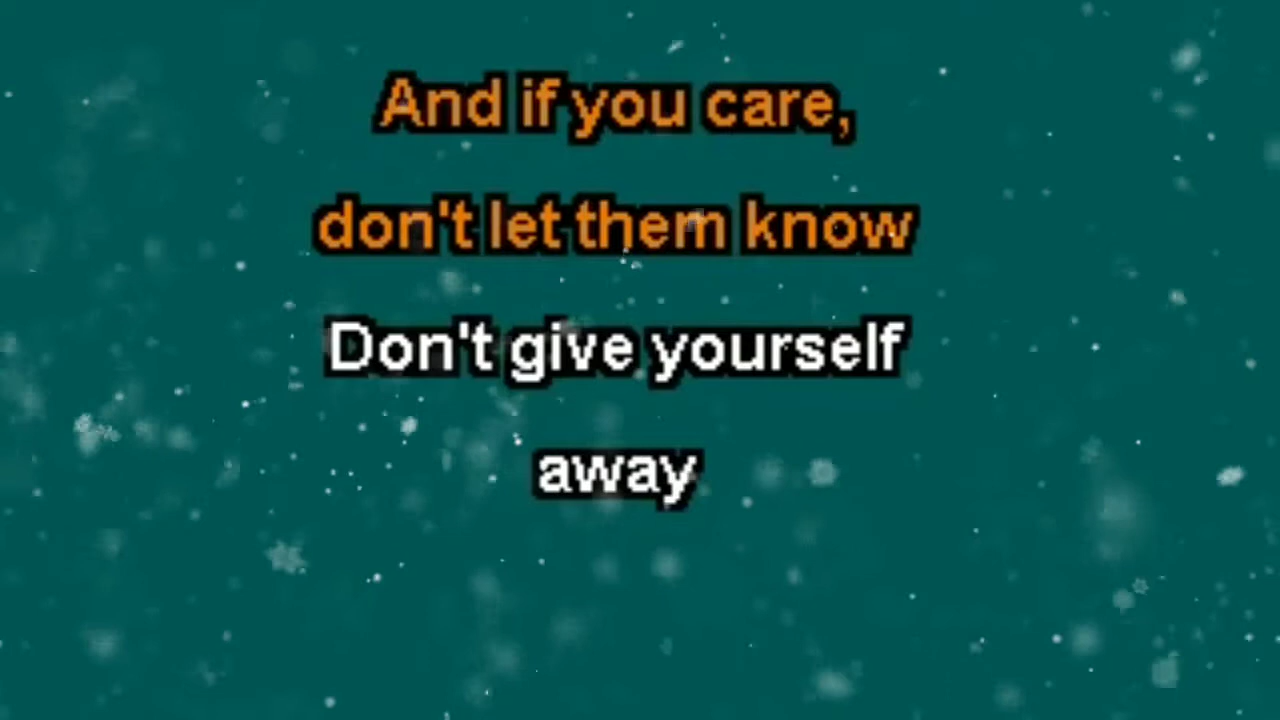 And if you care,
don't let them know
Don't give yourself
away